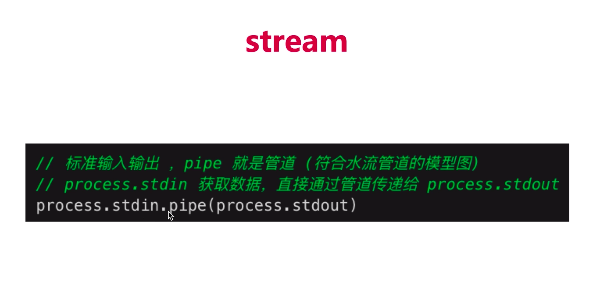 stream
// 标准输入输出 ，pipe 就是管道 (符合水流管道的模型图)
// process.stdin 获取数据，直接通过管道传递给 process.stdout
process.stdin.pipe(process.stdout)